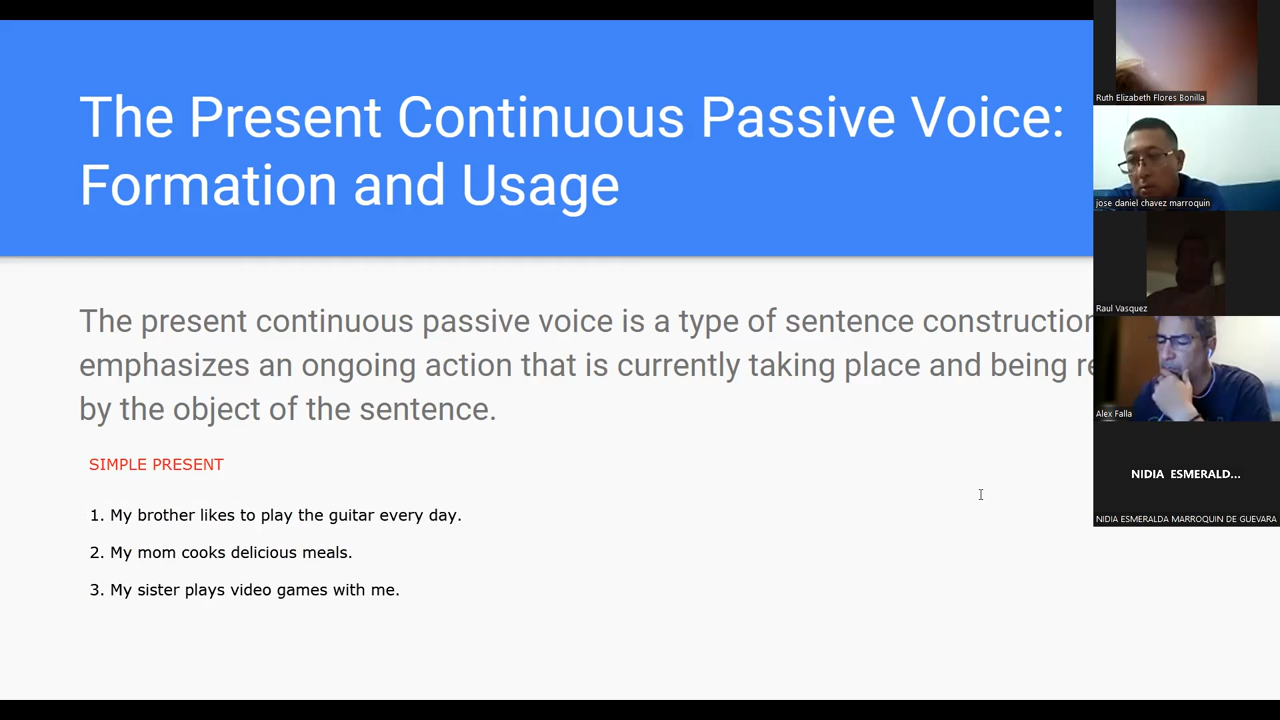 The Present Continuous Passive Voice:
Formation and Usage
The present continuous passive voice is a type of sentence construction
emphasizes an ongoing action that is currently taking place and being
by the object of the sentence.
SIMPLE PRESENT
1. My brother likes to play the guitar every day.
2. My mom cooks delicious meals.
3. My sister plays video games with me.
Ruth Elizabeth Flores Bonilla
jose daniel chavez marroquin
Raul Vasquez
Alex Falla
NIDIA ESMERALD...
NIDIA ESMERALDA MARROQUIN DE GUEVARA